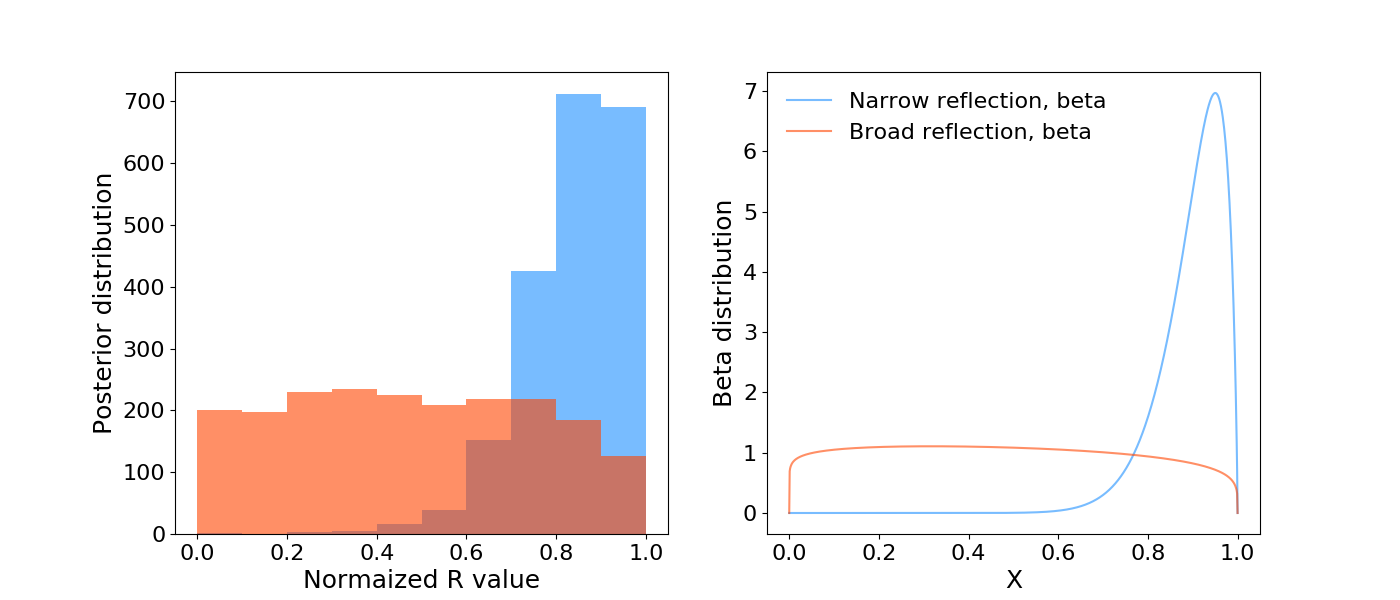 700
600
500
400
300
200
100
0
Posterior distribution
0.0 0.2 0.4 0.6 0.8 1.0
Normaized R value
7
6
5
4
3
2
1
0
Beta distribution
Narrow reflection, beta
Broad reflection, beta
0.0 0.2 0.4 0.6 0.8 1.0
X